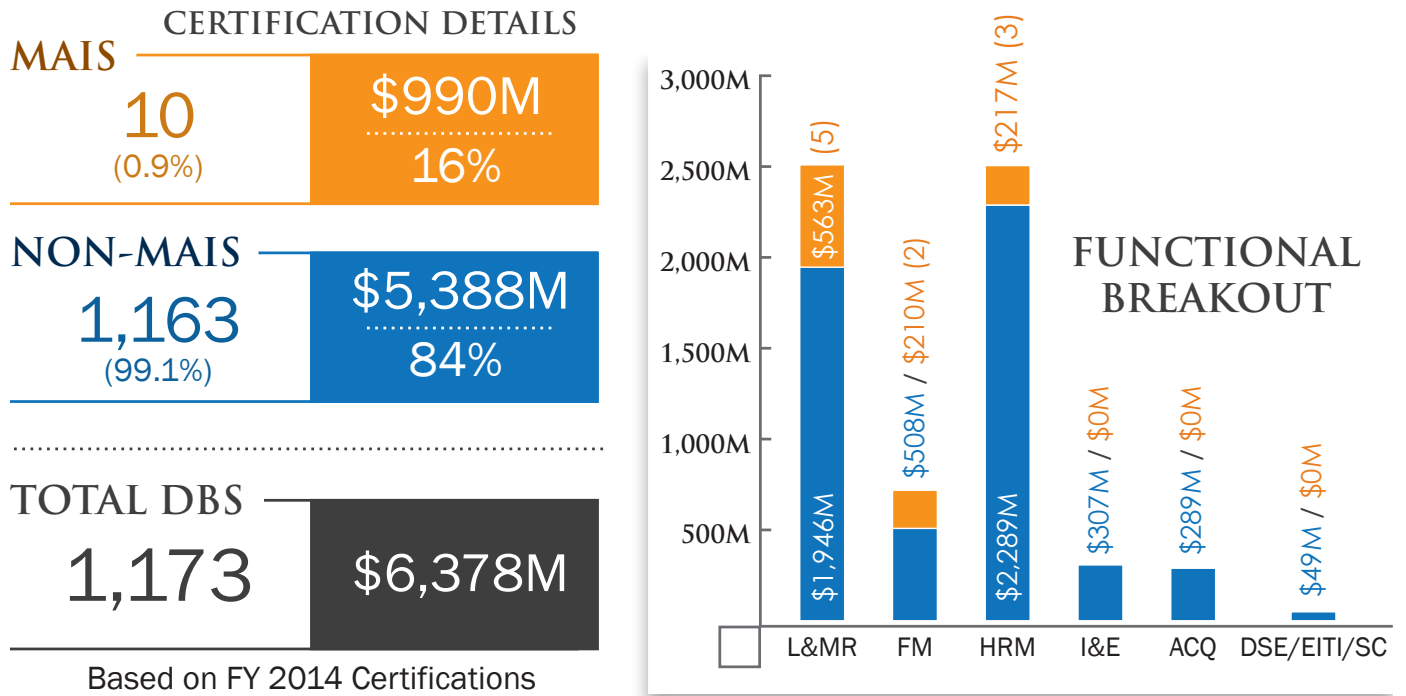 CERTIFICATION DETAILS
MAIS
10
(0.9%)
$990M
16%
NON-MAIS
1,163
(99.1%)
$5,388M
84%
TOTAL DBS
1,173
$6,378M
Based on FY 2014 Certifications
FUNCTIONAL
BREAKOUT
3,000M
2,500M
2,000M
1,500M
1,000M
500M
$1,946M
$563M
(5)
$508M / $210M (2)
$2,289M
$217M (3)
$307M / $0M
$289M / $0M
$49M / $0M
L&MR
FM
HRM
I&E
ACQ
DSE/EITI/SC